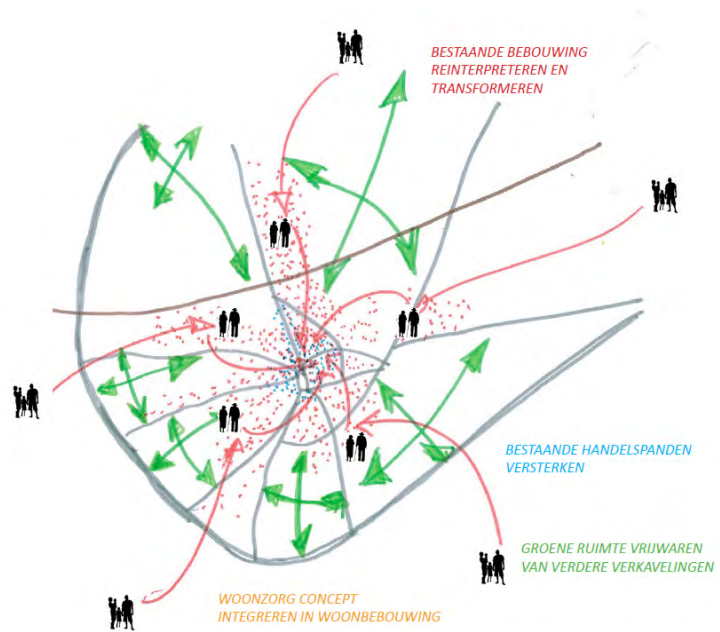 BESTAANDE BEBOUWING
REINTERPRETEREN EN
TRANSFORMEREN
BESTAANDE HANDELSPANDEN
VERSTERKEN
GROENE RUIMTE VRIJWAREN
VAN VERDERE VERKAVELINGEN
WOONZORG CONCEPT
INTEGREREN IN WOONBEBOUWING